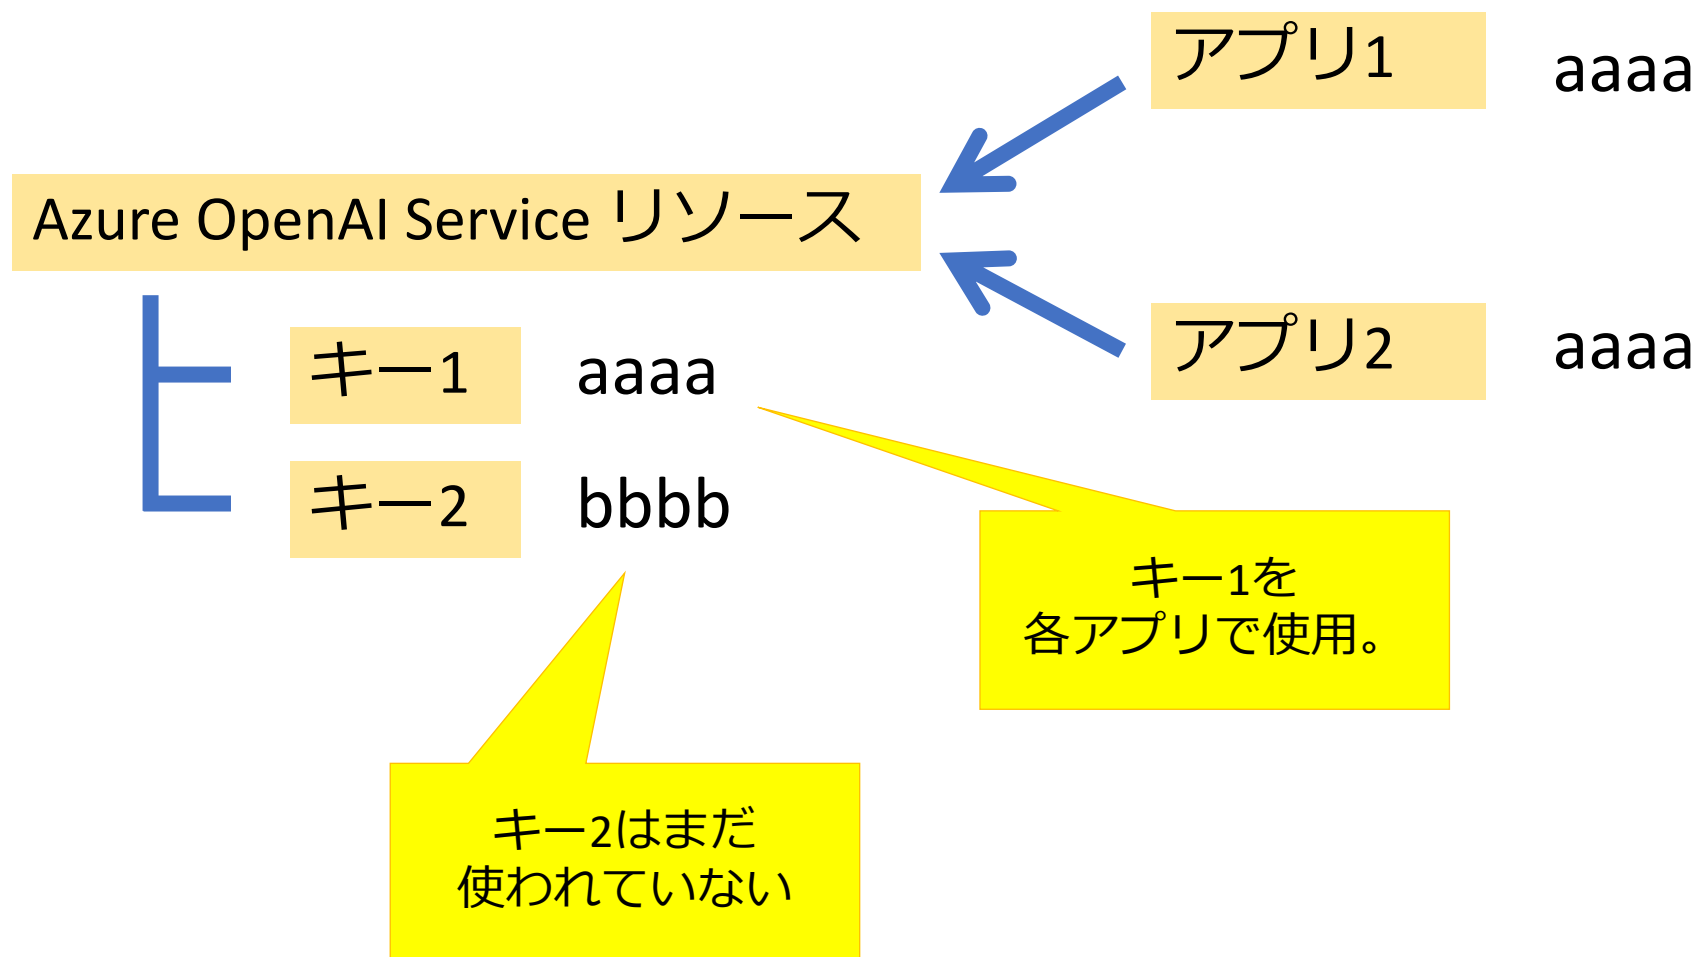 アプリ1
aaaa
Azure OpenAI Service リソース
アプリ2
aaaa
キー1
aaaa
キー2
bbbb
キー1を
各アプリで使用。
キー2はまだ
使われていない